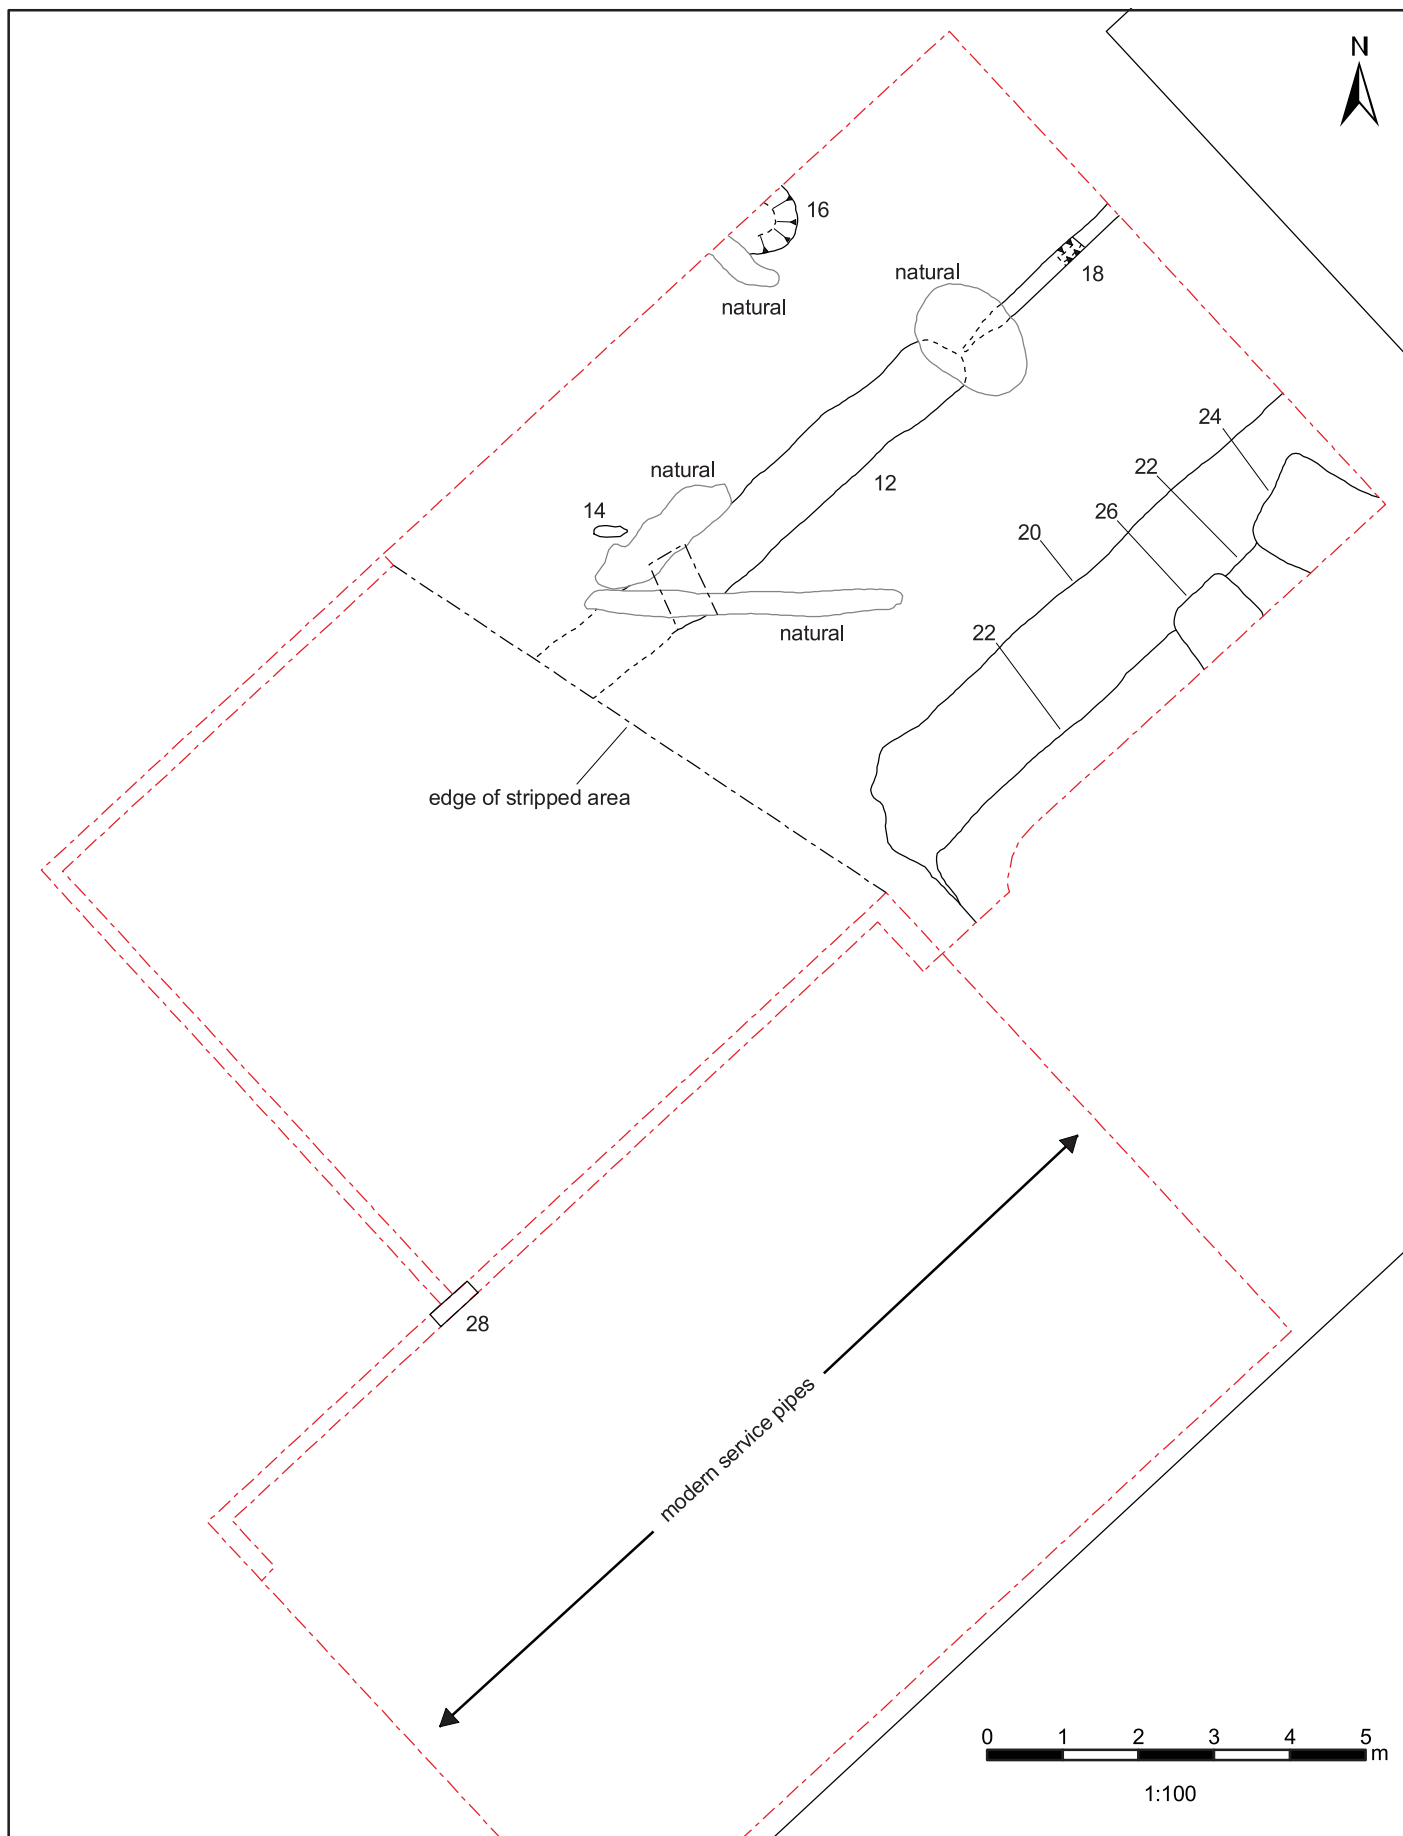 N
16
natural
18
natural
24
22
12
26
natural
14
20
22
natural
edge of stripped area
28
modern service pipes
0 1 2 3 4 5
m
1:100